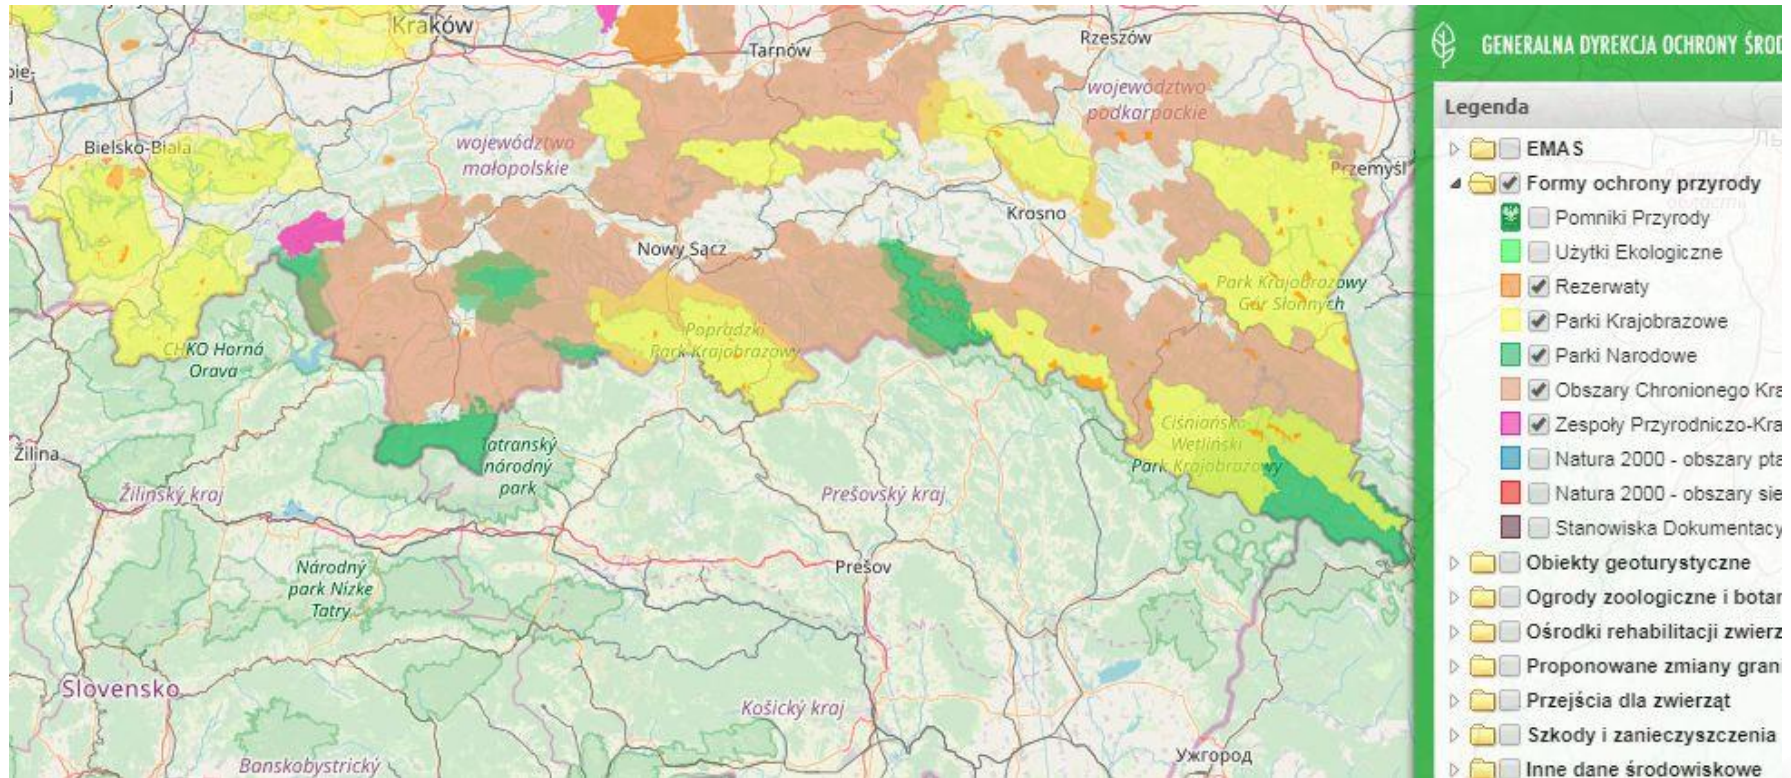 Kraków
Tarnów
Rzeszów
województwo
podkarpackie
Bielsko-Biała
województwo
małopolskie
Przemyśl
Krosno
Nowy Sącz
Park Krajobrazowy
Gór Słonnych
Popradzki
Park Krajobrazowy
CHKO Horná
Orava
Ciśniańsko
Wetliński
Park Krajobrazowy
Žilina
Tatranský
národný
park
Žilinský kraj
Prešovský kraj
Národný
park Nízke
Tatry
Prešov
Slovensko
Košický kraj
Banskobystrický
Ужгород
GENERALNA DYREKCJA OCHRONY ŚROD
Legenda
EMAS
Formy ochrony przyrody
Pomniki Przyrody
Użytki Ekologiczne
Rezerwaty
Parki Krajobrazowe
Parki Narodowe
Obszary Chronionego Kra
Zespoły Przyrodniczo-Kra
Natura 2000 - obszary pta
Natura 2000 - obszary sie
Stanowiska Dokumentacy
Obiekty geoturystyczne
Ogrody zoologiczne i botan
Ośrodki rehabilitacji zwierz
Proponowane zmiany gran
Przejścia dla zwierząt
Szkody i zanieczyszczenia
Inne dane środowiskowe